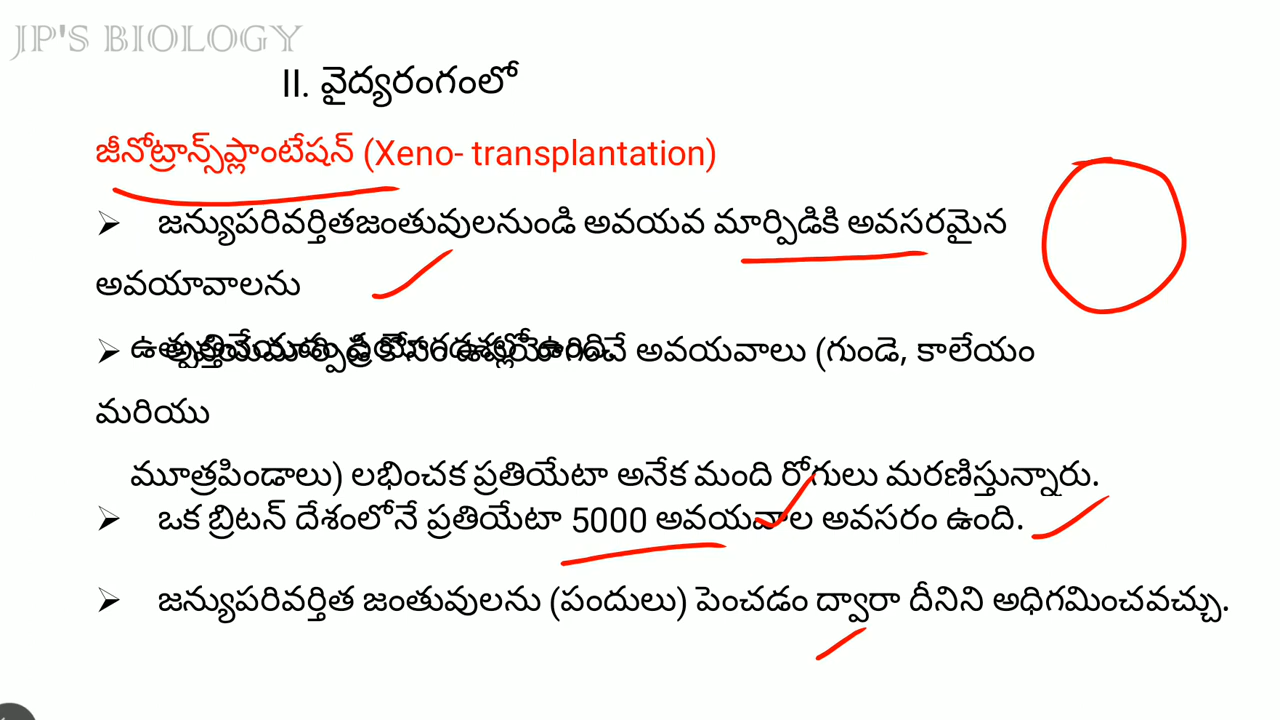 JP'S BIOLOGY
II. వైద్యరంగంలో
జీనోట్రాన్స్‌ప్లాంటేషన్ (Xeno- transplantation)
➢ జన్యుపరివర్తితజంతువులనుండి అవయవ మార్పిడికి అవసరమైన
అవయావాలను
➢ అవయవాలు (గుండె, కాలేయం
మరియు
మూత్రపిండాలు) లభించక ప్రతియేటా అనేక మంది రోగులు మరణిస్తున్నారు.
➢ ఒక బ్రిటన్ దేశంలోనే ప్రతియేటా 5000 అవయవాల అవసరం ఉంది.
➢ జన్యుపరివర్తిత జంతువులను (పందులు) పెంచడం ద్వారా దీనిని అధిగమించవచ్చు.